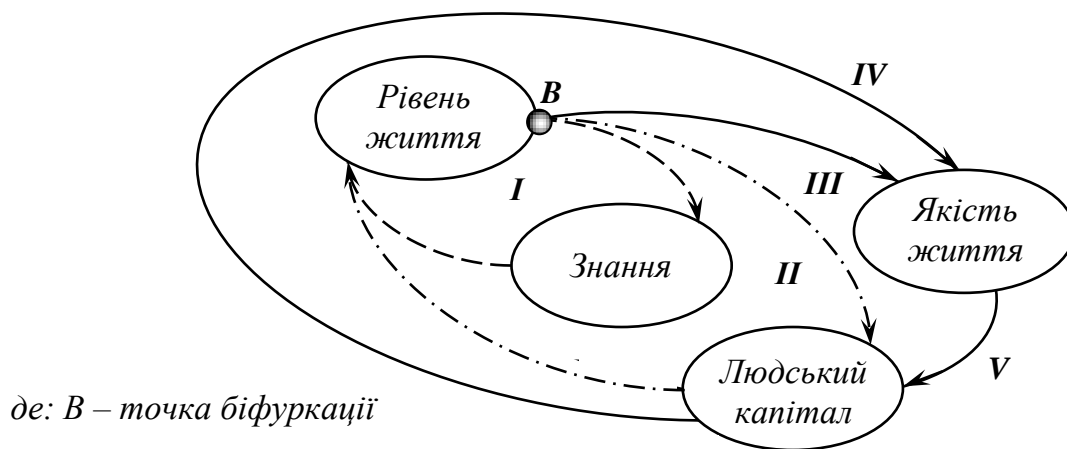 IV
B
Рівень
життя
III
I
Якість
життя
Знання
II
Людський
капітал
V
де: В – точка біфуркації